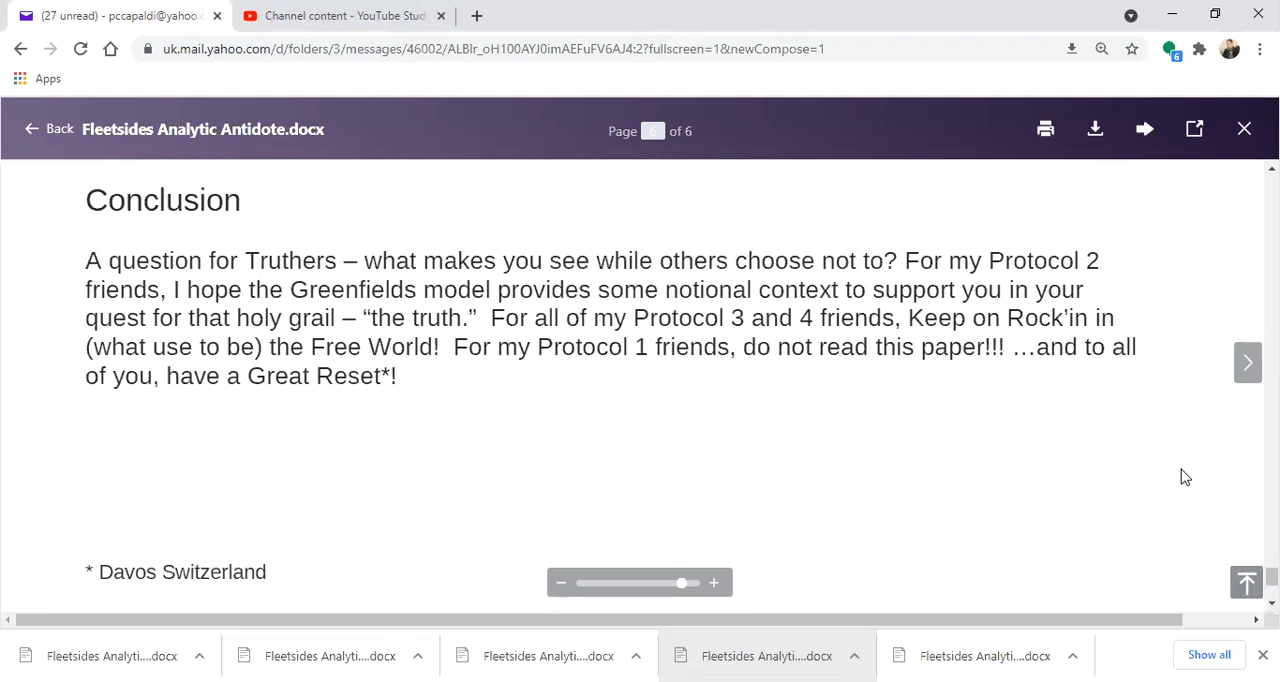 (27 unread) - pccapaldi@yahoo.c
Channel content - YouTube Stud
uk.mail.yahoo.com/d/folders/3/messages/46002/ALBlr_oH100AYJ0imAEFuFV6AJ4:2?fullscreen=1&newCompose=1
6
Apps
Back Fleetsides Analytic Antidote.docx
Page 6 of 6
Conclusion
A question for Truthers – what makes you see while others choose not to? For my Protocol 2
friends, I hope the Greenfields model provides some notional context to support you in your
quest for that holy grail – “the truth.”  For all of my Protocol 3 and 4 friends, Keep on Rock’in in
(what use to be) the Free World!  For my Protocol 1 friends, do not read this paper!!! …and to all
of you, have a Great Reset*!
* Davos Switzerland
Fleetsides Analyti....docx
Fleetsides Analyti....docx
Fleetsides Analyti....docx
Fleetsides Analyti....docx
Fleetsides Analyti....docx
Show all